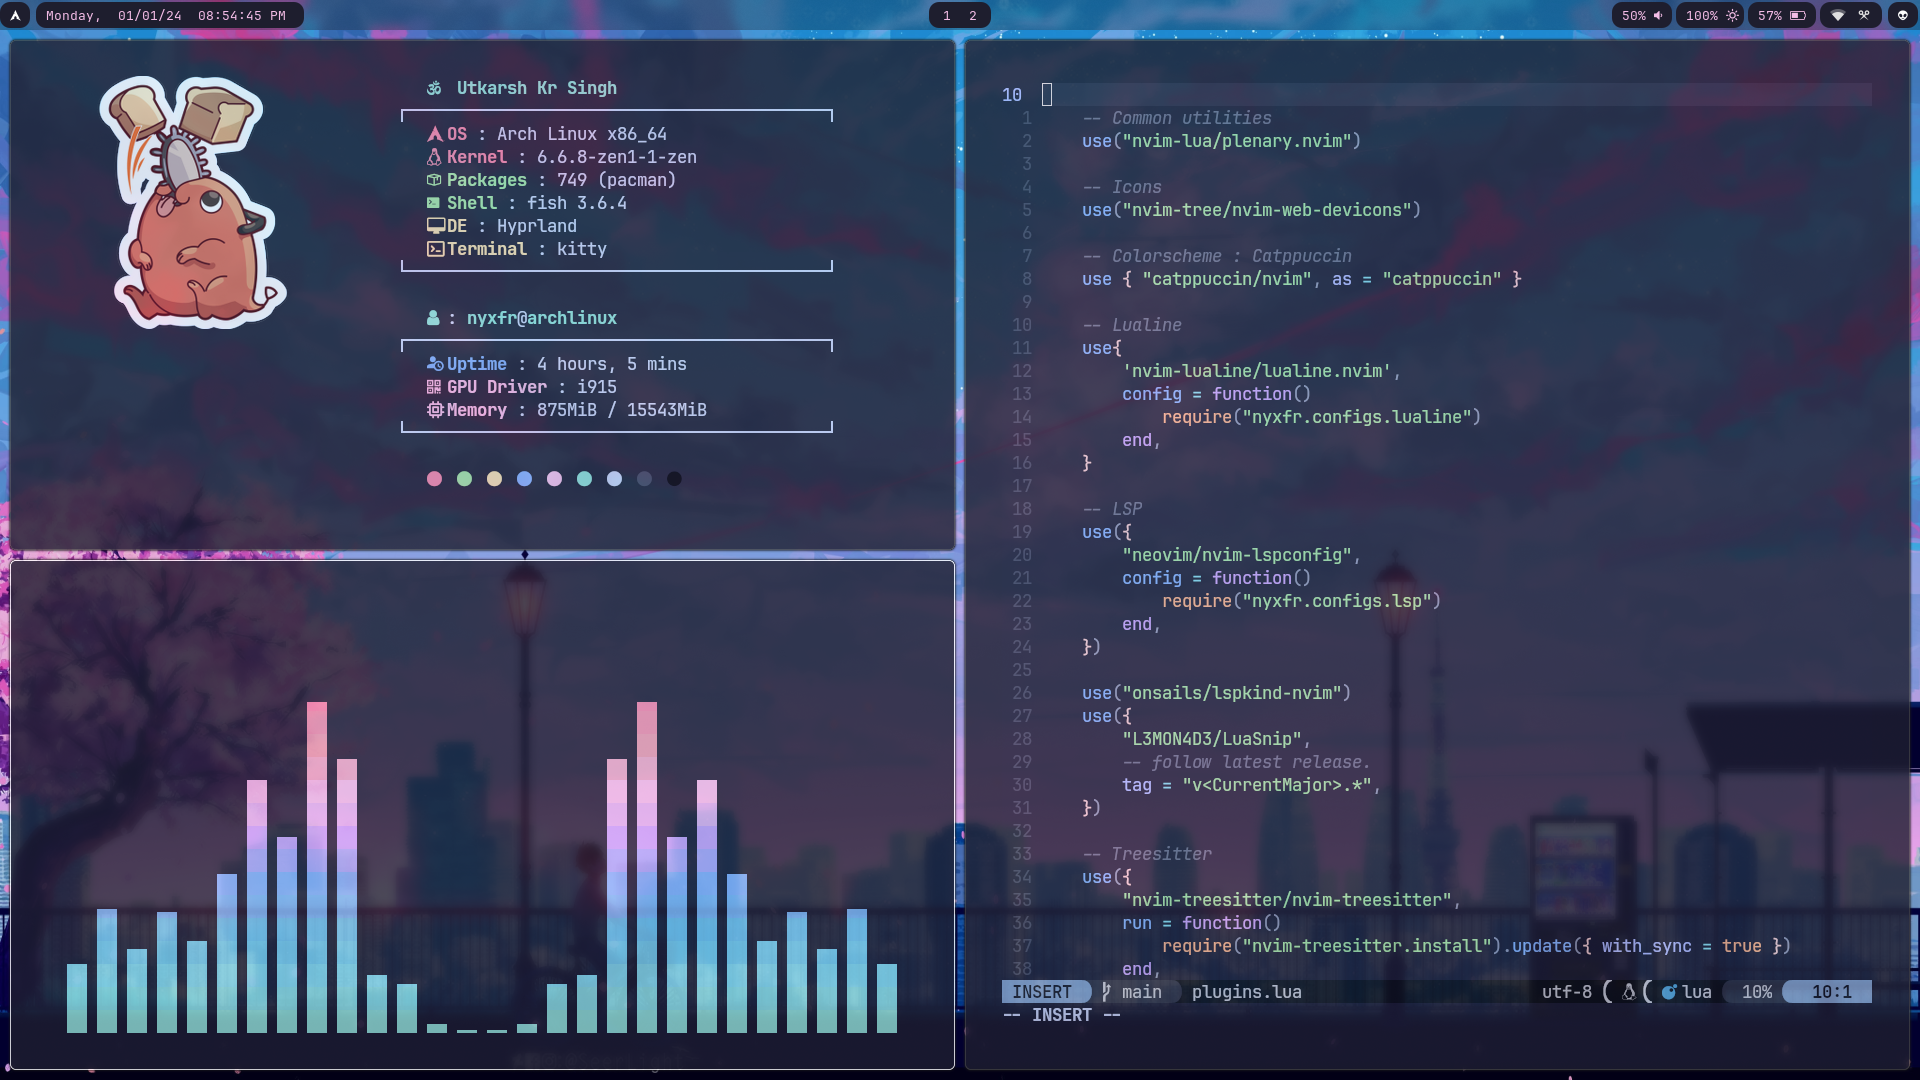 Monday, 01/01/24 08:54:45 PM
1 2
50% 100% 57%
ॐ Utkarsh Kr Singh
OS : Arch Linux x86_64
Kernel : 6.6.8-zen1-1-zen
Packages : 749 (pacman)
Shell : fish 3.6.4
DE : Hyprland
Terminal : kitty
: nyxfr@archlinux
Uptime : 4 hours, 5 mins
GPU Driver : i915
Memory : 875MiB / 15543MiB
10
1 -- Common utilities
2 use("nvim-lua/plenary.nvim")
3
4 -- Icons
5 use("nvim-tree/nvim-web-devicons")
6
7 -- Colorscheme : Catppuccin
8 use { "catppuccin/nvim", as = "catppuccin" }
9
10 -- Lualine
11 use{
12 'nvim-lualine/lualine.nvim',
13 config = function()
14 require("nyxfr.configs.lualine")
15 end,
16 }
17
18 -- LSP
19 use({
20 "neovim/nvim-lspconfig",
21 config = function()
22 require("nyxfr.configs.lsp")
23 end,
24 })
25
26 use("onsails/lspkind-nvim")
27 use({
28 "L3MON4D3/LuaSnip",
29 -- follow latest release.
30 tag = "v<CurrentMajor>.*",
31 })
32
33 -- Treesitter
34 use({
35 "nvim-treesitter/nvim-treesitter",
36 run = function()
37 require("nvim-treesitter.install").update({ with_sync = true })
38 end,
INSERT main plugins.lua utf-8 lua 10% 10:1
-- INSERT --